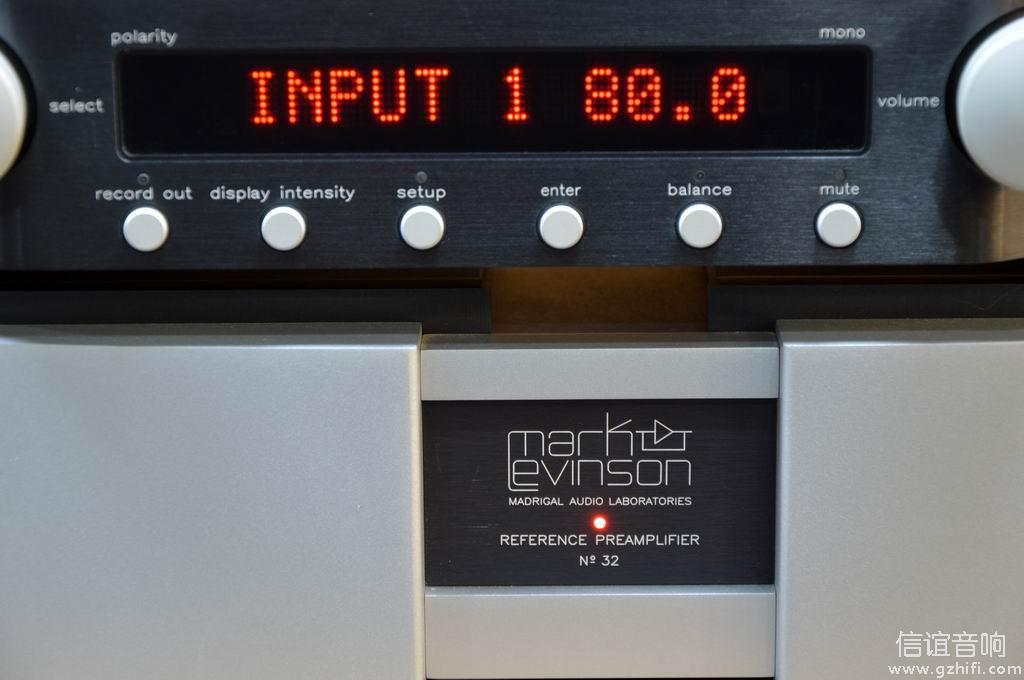 polarity
mono
INPUT 1 80.0
select
volume
record out display intensity setup enter balance mute
mark
Levinson
MADRIGAL AUDIO LABORATORIES
REFERENCE PREAMPLIFIER
Nº 32
信谊音响
www.gzhifi.com